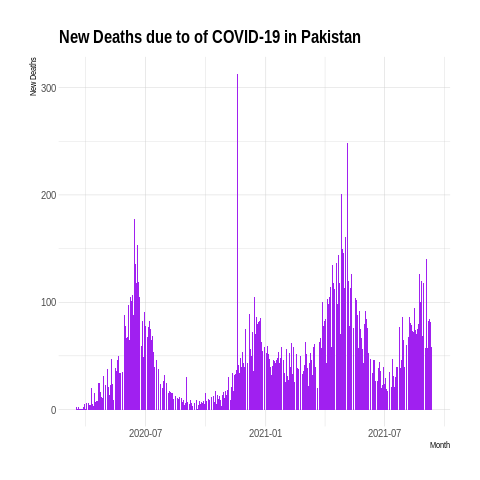 New Deaths due to of COVID-19 in Pakistan
New Deaths
300
200
100
0
2020-07
2021-01
2021-07
Month